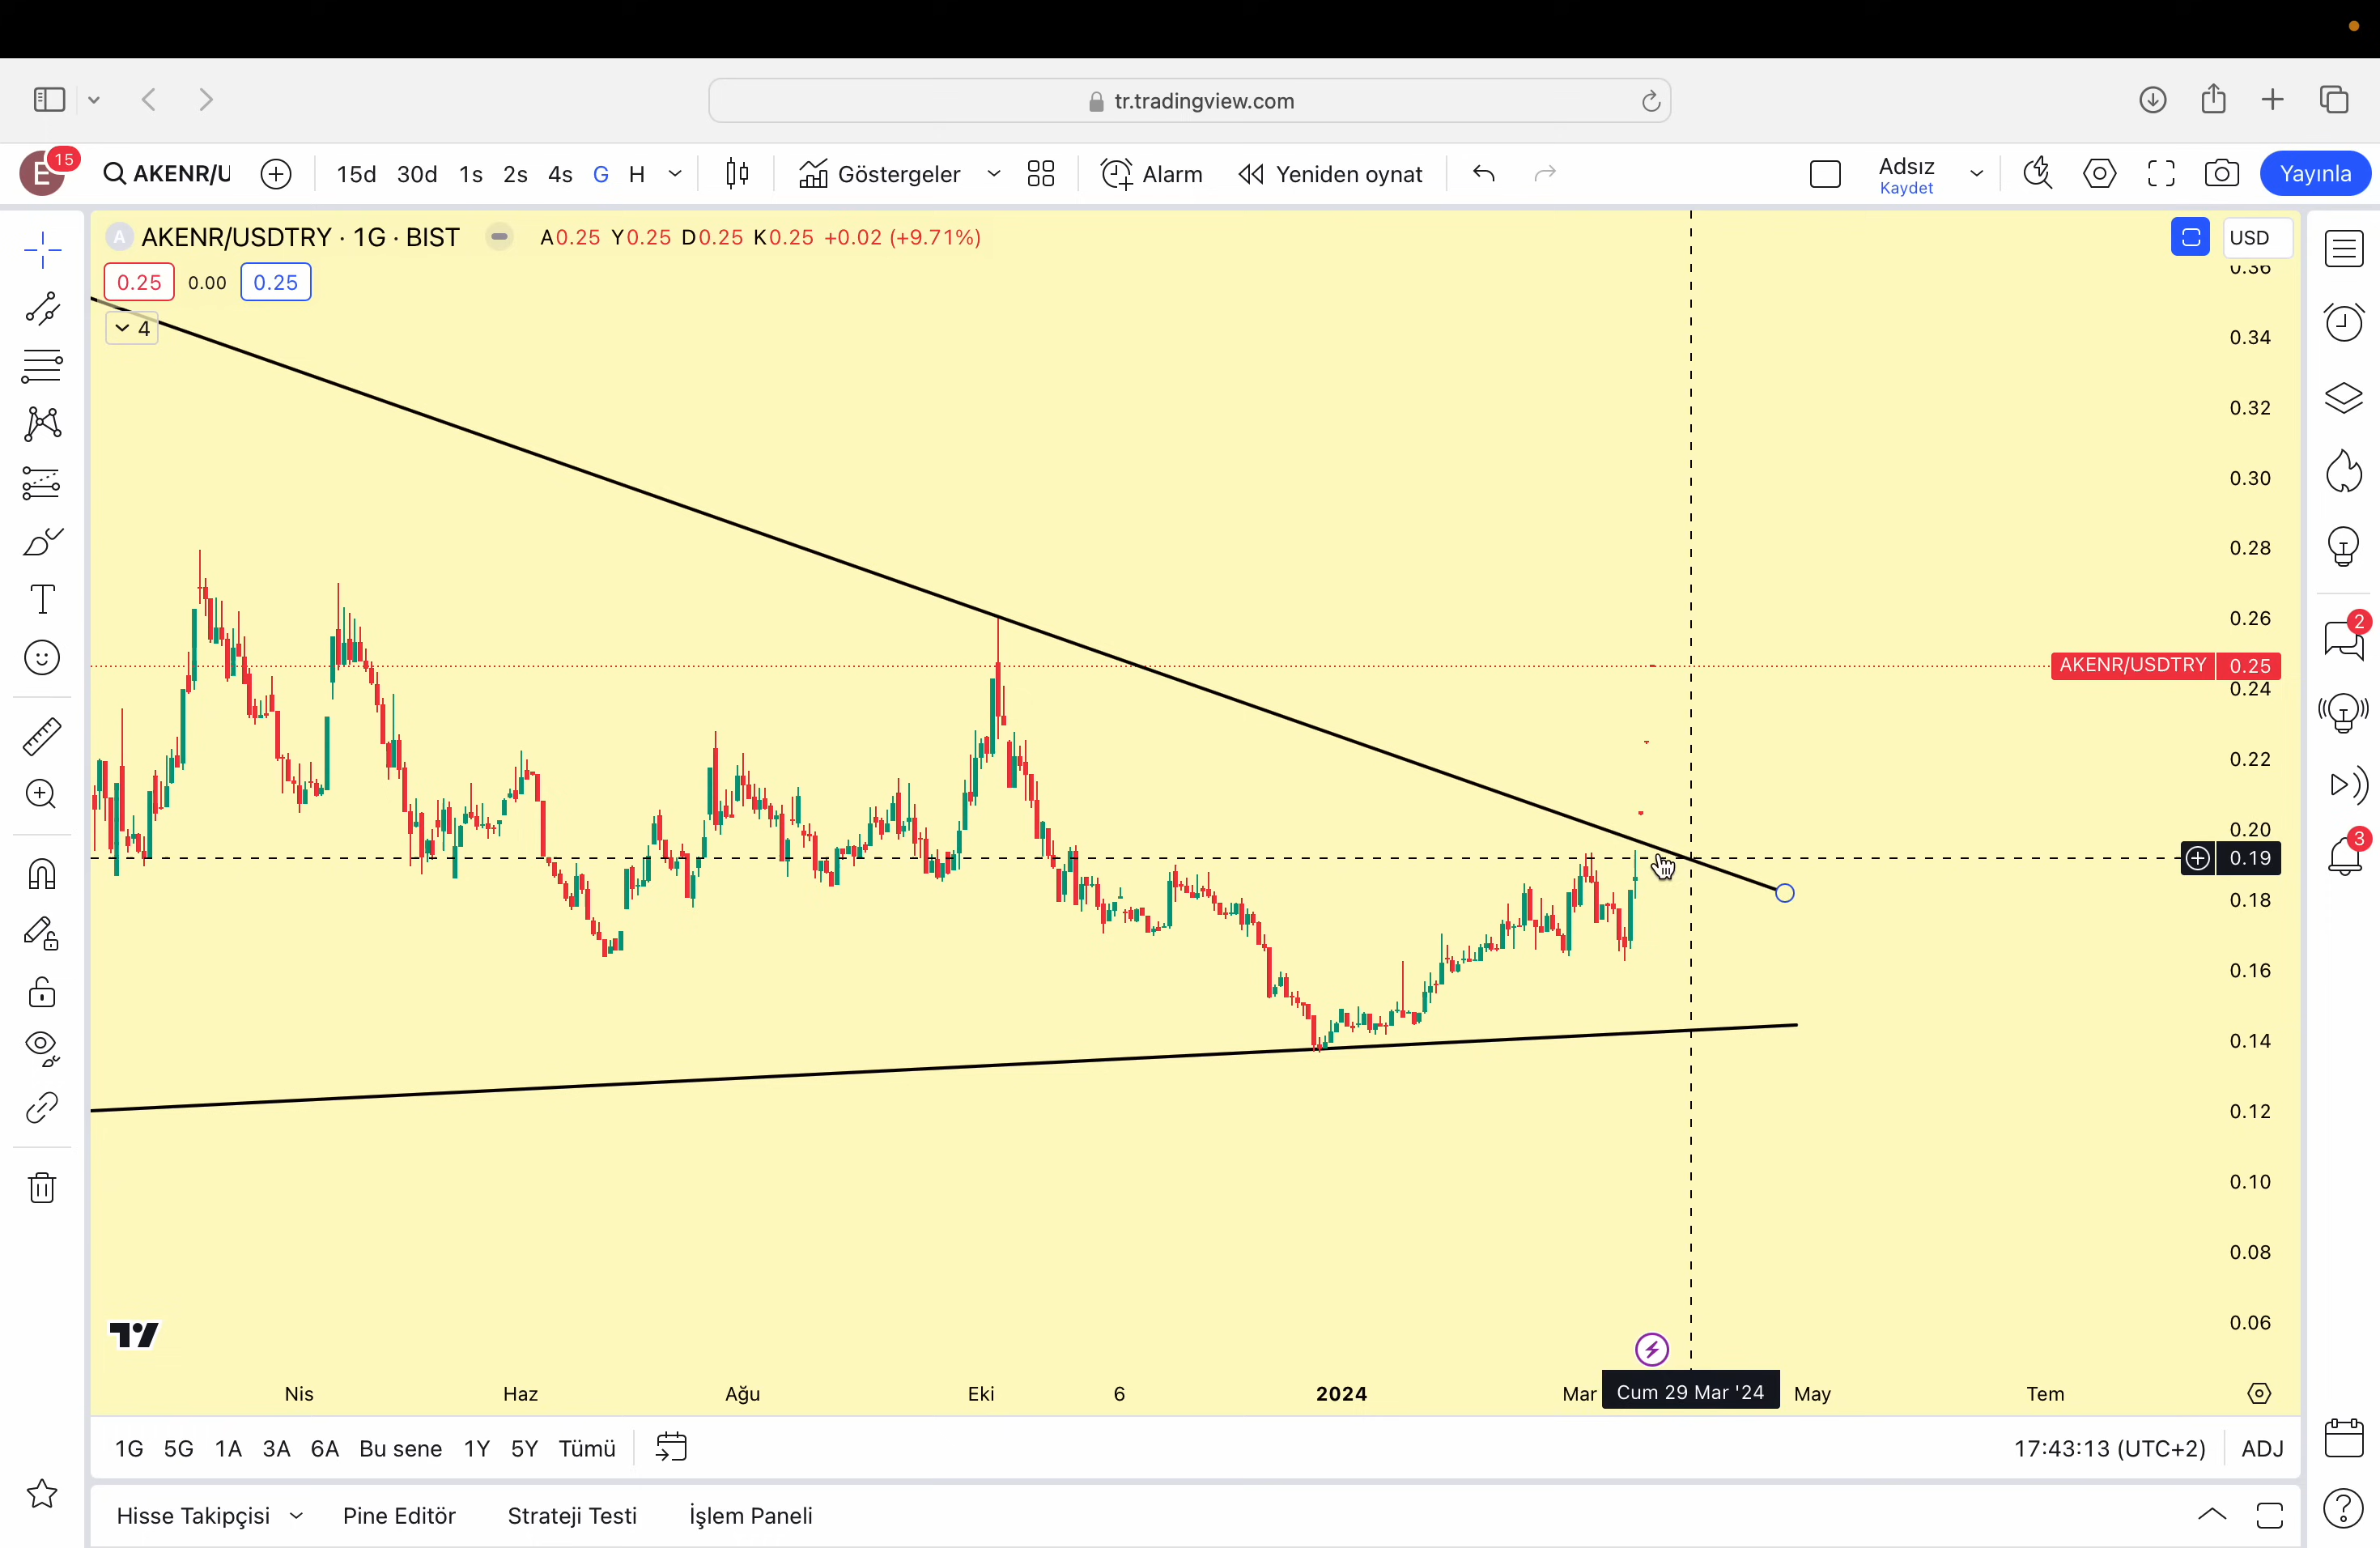 tr.tradingview.com
E 15 AKENR/U 15d 30d 1s 2s 4s G H Göstergeler Alarm Yeniden oynat Adsız Yayınla
Kaydet
A AKENR/USDTRY · 1G · BIST A0.25 Y0.25 D0.25 K0.25 +0.02 (+9.71%) USD
0.25 0.00 0.25
4
0.36
0.34
0.32
0.30
0.28
0.26
AKENR/USDTRY 0.25
0.24
0.22
0.20
0.19
0.18
0.16
0.14
0.12
0.10
0.08
0.06
2
3
Nis Haz Ağu Eki 6 2024 Mar Cum 29 Mar '24 May Tem
1G 5G 1A 3A 6A Bu sene 1Y 5Y Tümü 17:43:13 (UTC+2) ADJ
Hisse Takipçisi Pine Editör Strateji Testi İşlem Paneli